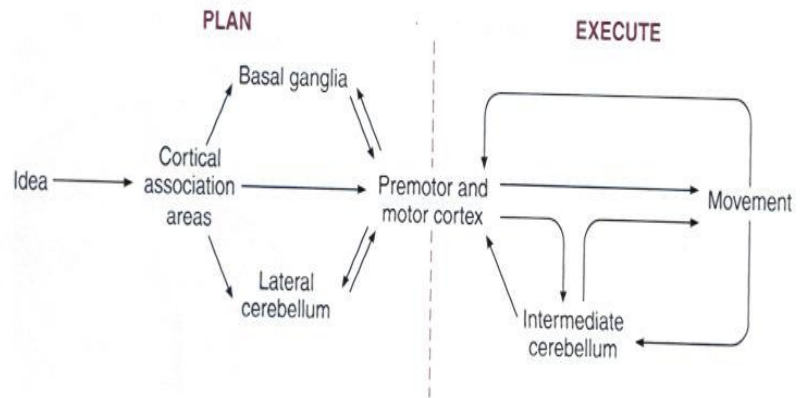 PLAN
EXECUTE
Basal ganglia
Idea
Cortical
association
areas
Premotor and
motor cortex
Movement
Lateral
cerebellum
Intermediate
cerebellum